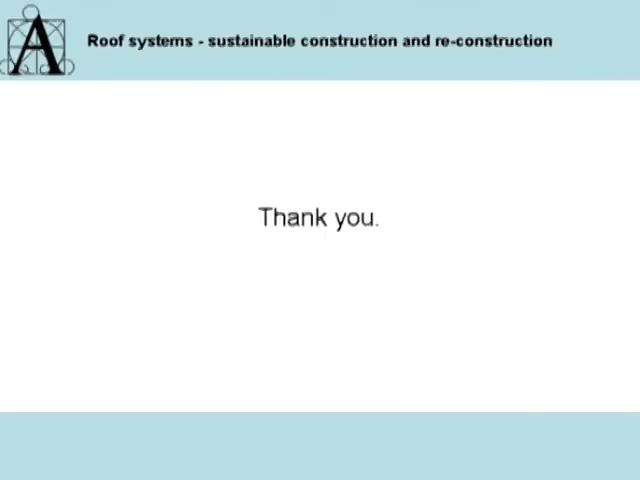 A
Roof systems - sustainable construction and re-construction
Thank you.